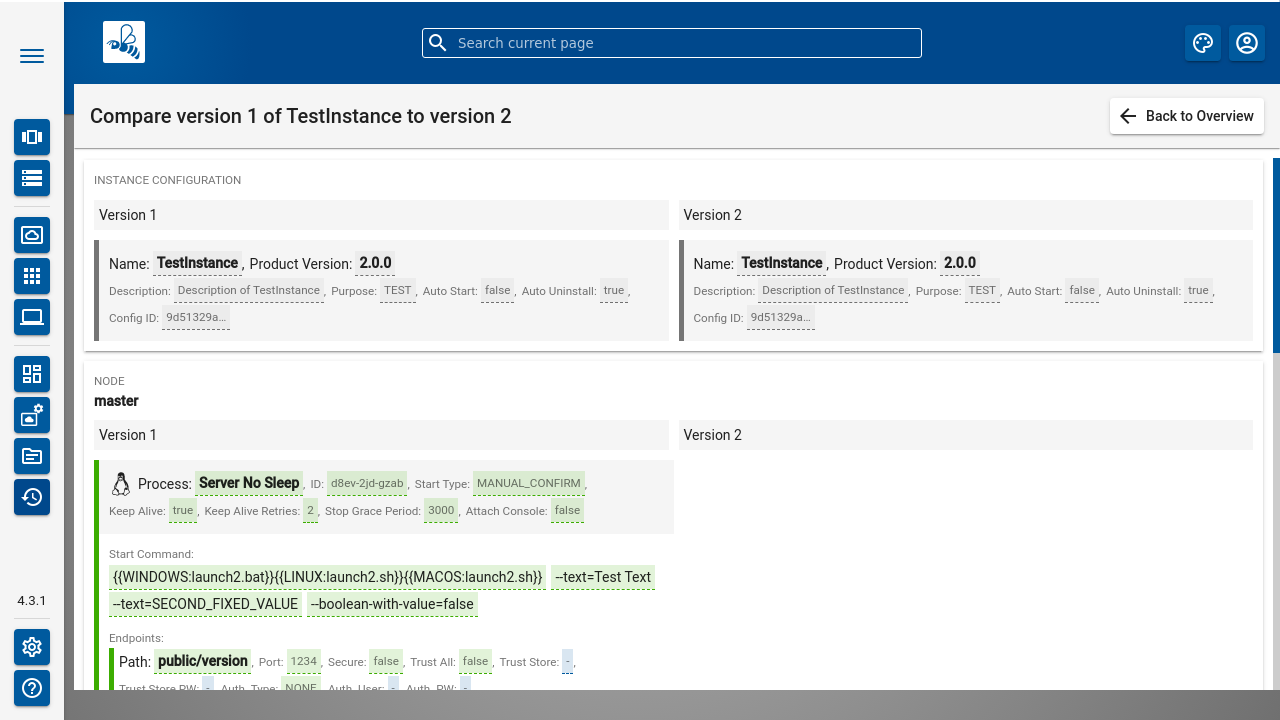 Search current page
Compare version 1 of TestInstance to version 2
Back to Overview
INSTANCE CONFIGURATION
Version 1
Version 2
Name: TestInstance, Product Version: 2.0.0
Description: Description of TestInstance, Purpose: TEST, Auto Start: false, Auto Uninstall: true,
Config ID: 9d51329a...
Name: TestInstance, Product Version: 2.0.0
Description: Description of TestInstance, Purpose: TEST, Auto Start: false, Auto Uninstall: true,
Config ID: 9d51329a...
NODE
master
Version 1
Version 2
Process: Server No Sleep, ID: d8ev-2jd-gzab, Start Type: MANUAL_CONFIRM,
Keep Alive: true, Keep Alive Retries: 2, Stop Grace Period: 3000, Attach Console: false
Start Command:
{{WINDOWS:launch2.bat}}{{LINUX:launch2.sh}}{{MACOS:launch2.sh}} --text=Test Text
--text=SECOND_FIXED_VALUE --boolean-with-value=false
Endpoints:
Path: public/version, Port: 1234, Secure: false, Trust All: false, Trust Store: -,
Trust Store PW: -, Auth. Type: NONE, Auth. User: -, Auth. PW: -
4.3.1